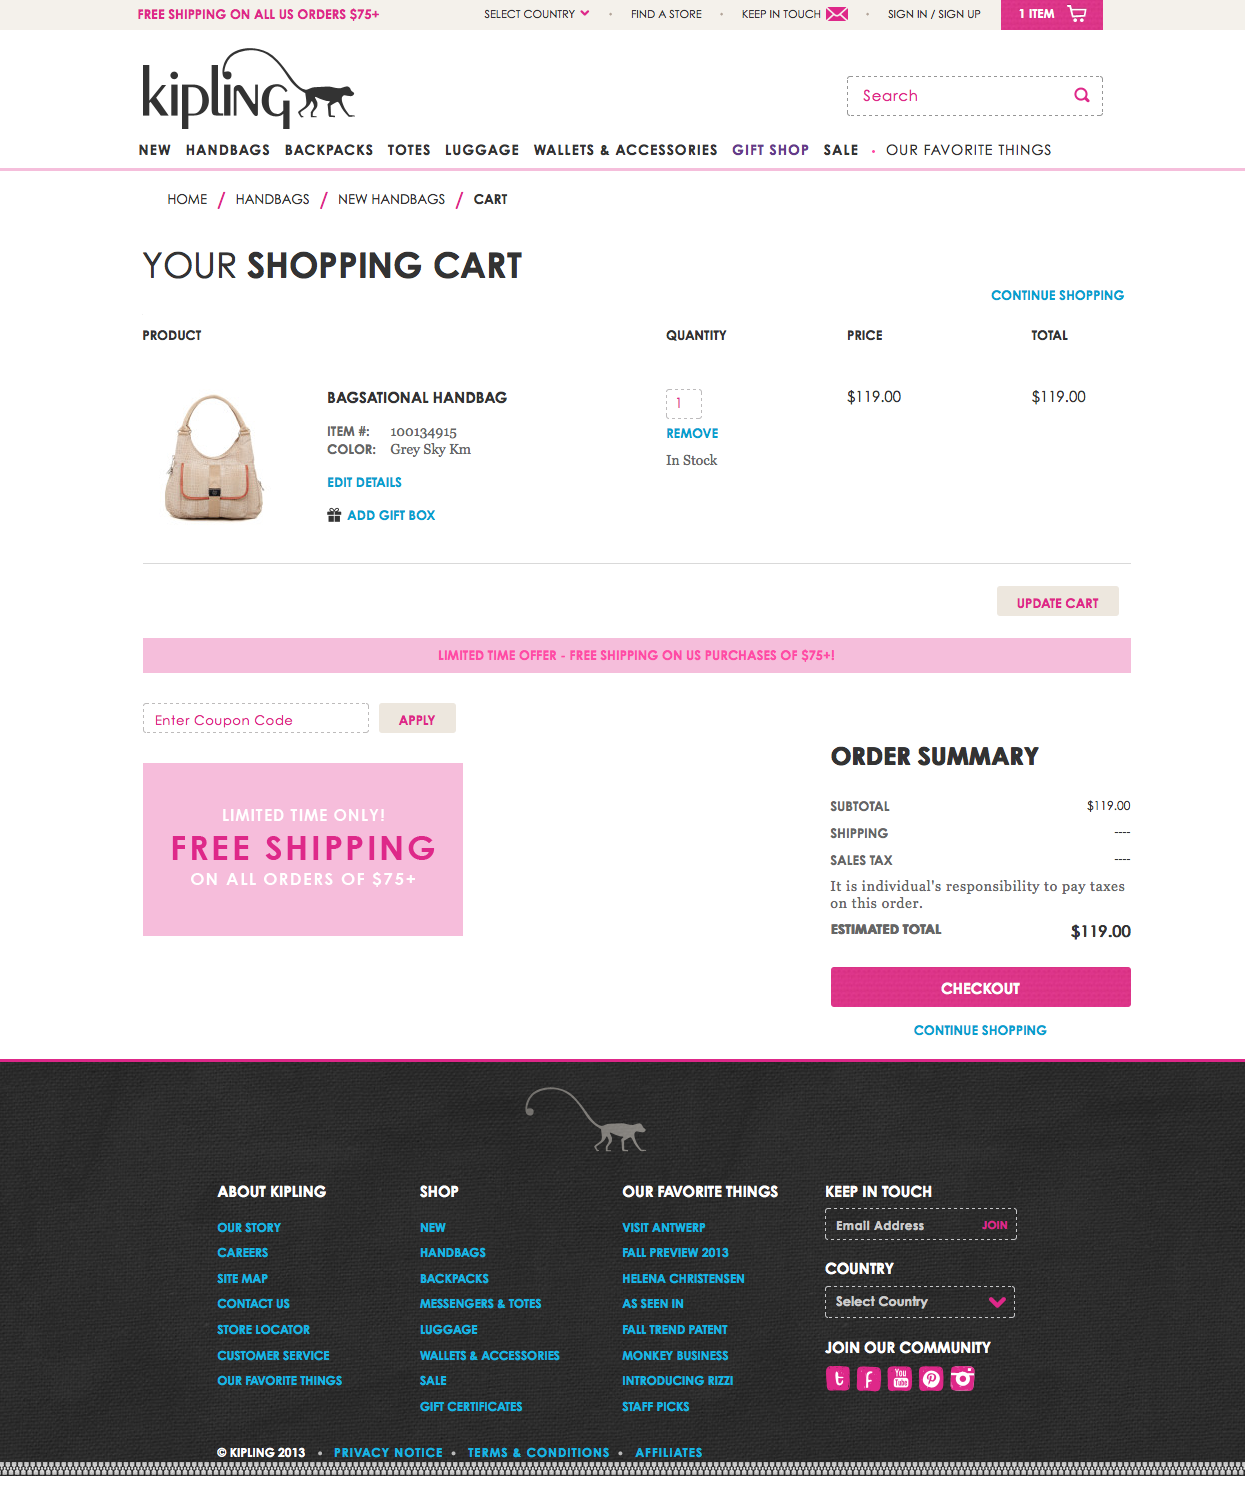 FREE SHIPPING ON ALL US ORDERS $75+
SELECT COUNTRY • FIND A STORE • KEEP IN TOUCH • SIGN IN / SIGN UP
1 ITEM
kipling
Search
NEW HANDBAGS BACKPACKS TOTES LUGGAGE WALLETS & ACCESSORIES GIFT SHOP SALE • OUR FAVORITE THINGS
HOME / HANDBAGS / NEW HANDBAGS / CART
YOUR SHOPPING CART
CONTINUE SHOPPING
PRODUCT QUANTITY PRICE TOTAL
BAGSATIONAL HANDBAG 1 $119.00 $119.00
ITEM #: 100134915
COLOR: Grey Sky Km
REMOVE
In Stock
EDIT DETAILS
ADD GIFT BOX
UPDATE CART
LIMITED TIME OFFER - FREE SHIPPING ON US PURCHASES OF $75+!
Enter Coupon Code APPLY
LIMITED TIME ONLY!
FREE SHIPPING
ON ALL ORDERS OF $75+
ORDER SUMMARY
SUBTOTAL $119.00
SHIPPING ----
SALES TAX ----
It is individual's responsibility to pay taxes
on this order.
ESTIMATED TOTAL $119.00
CHECKOUT
CONTINUE SHOPPING
ABOUT KIPLING
OUR STORY
CAREERS
SITE MAP
CONTACT US
STORE LOCATOR
CUSTOMER SERVICE
OUR FAVORITE THINGS
SHOP
NEW
HANDBAGS
BACKPACKS
MESSENGERS & TOTES
LUGGAGE
WALLETS & ACCESSORIES
SALE
GIFT CERTIFICATES
OUR FAVORITE THINGS
VISIT ANTWERP
FALL PREVIEW 2013
HELENA CHRISTENSEN
AS SEEN IN
FALL TREND PATENT
MONKEY BUSINESS
INTRODUCING RIZZI
STAFF PICKS
KEEP IN TOUCH
Email Address JOIN
COUNTRY
Select Country
JOIN OUR COMMUNITY
You Tube
© KIPLING 2013 • PRIVACY NOTICE • TERMS & CONDITIONS • AFFILIATES